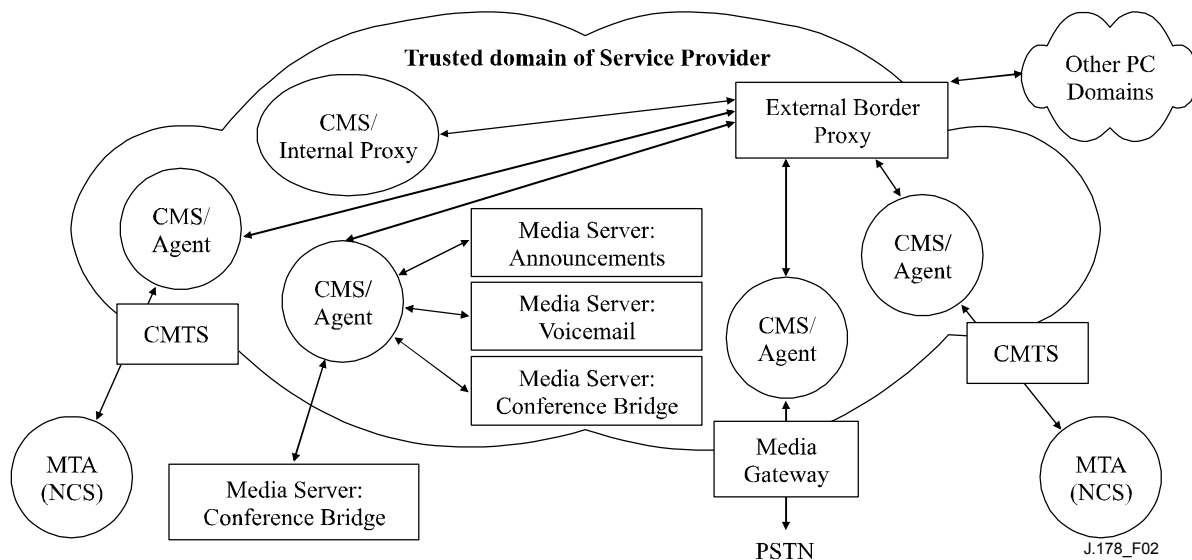 Trusted domain of Service Provider
Other PC
Domains
External Border
Proxy
CMS/
Internal Proxy
CMS/
Agent
Media Server:
Announcements
CMS/
Agent
CMS/
Agent
Media Server:
Voicemail
CMS/
Agent
CMTS
CMTS
Media Server:
Conference Bridge
MTA
(NCS)
Media Server:
Conference Bridge
Media
Gateway
MTA
(NCS)
PSTN
J.178_F02